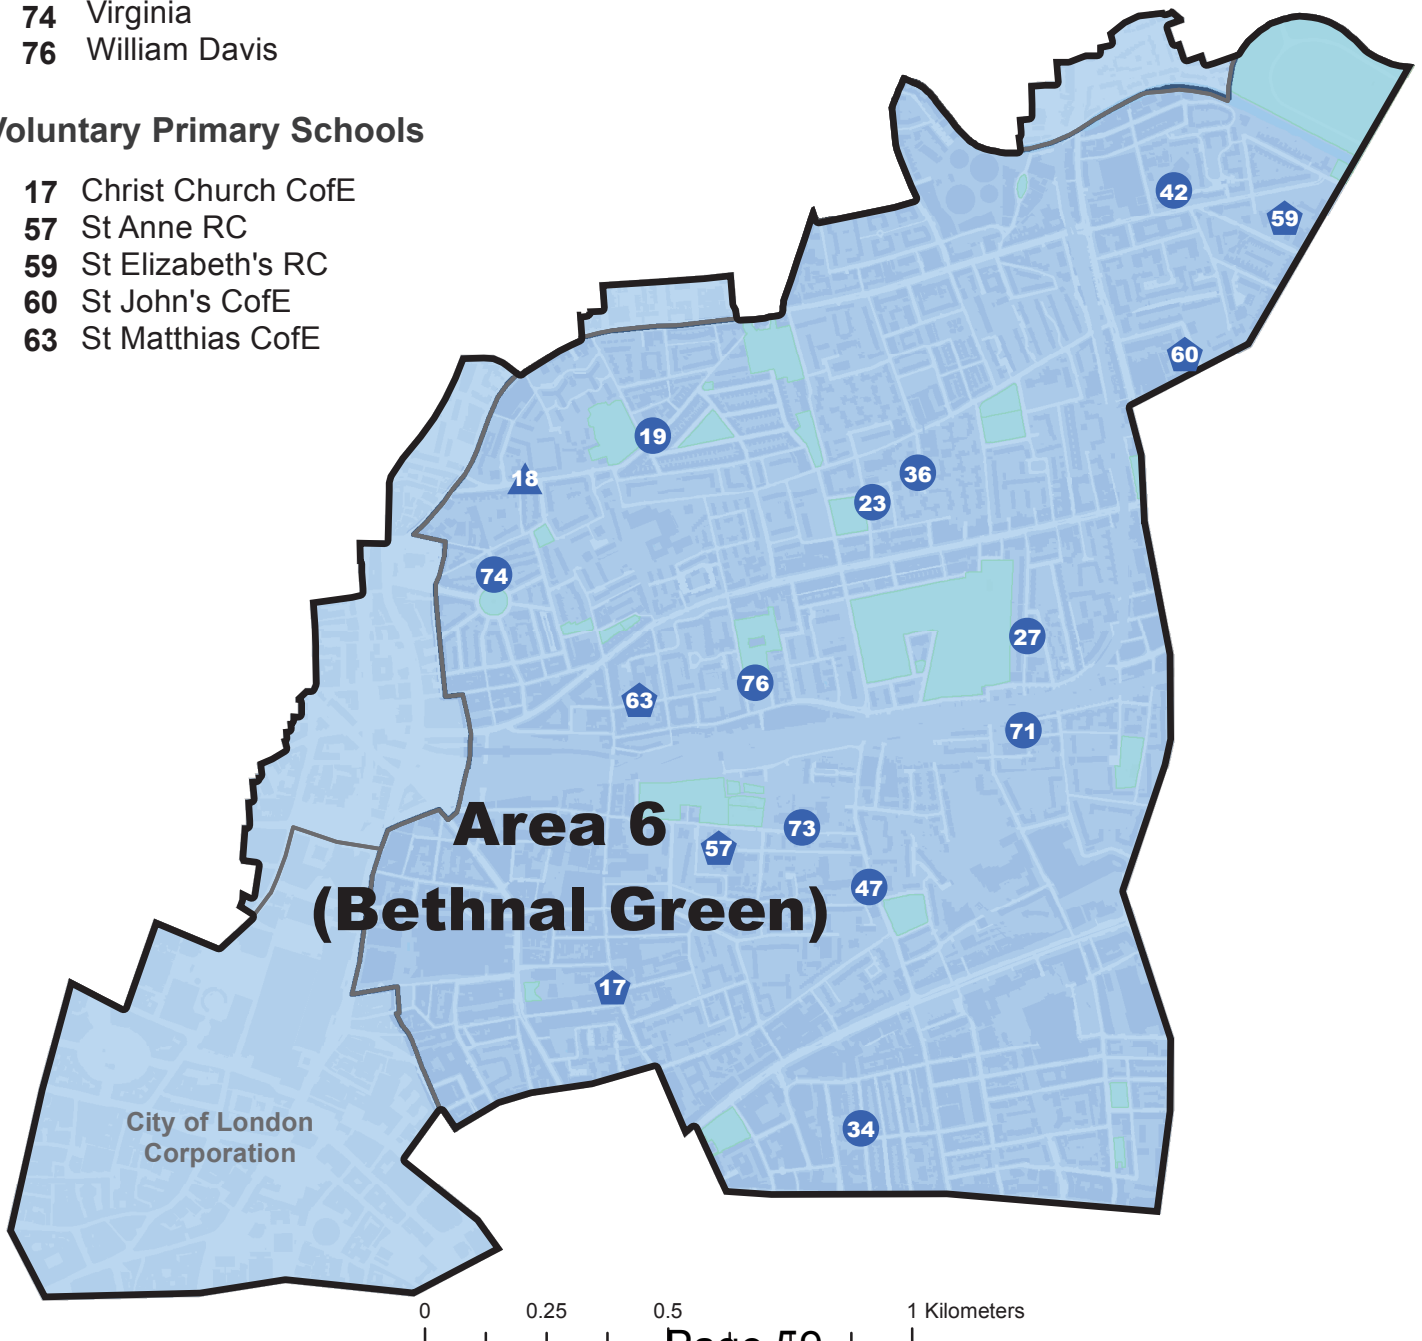 74 Virginia
76 William Davis
Voluntary Primary Schools
17 Christ Church CofE
57 St Anne RC
59 St Elizabeth's RC
60 St John's CofE
63 St Matthias CofE
42
59
60
19
18
36
23
74
27
63
76
71
Area 6
73
57
47
(Bethnal Green)
17
City of London
Corporation
34
0 0.25 0.5 1 Kilometers
Page 59